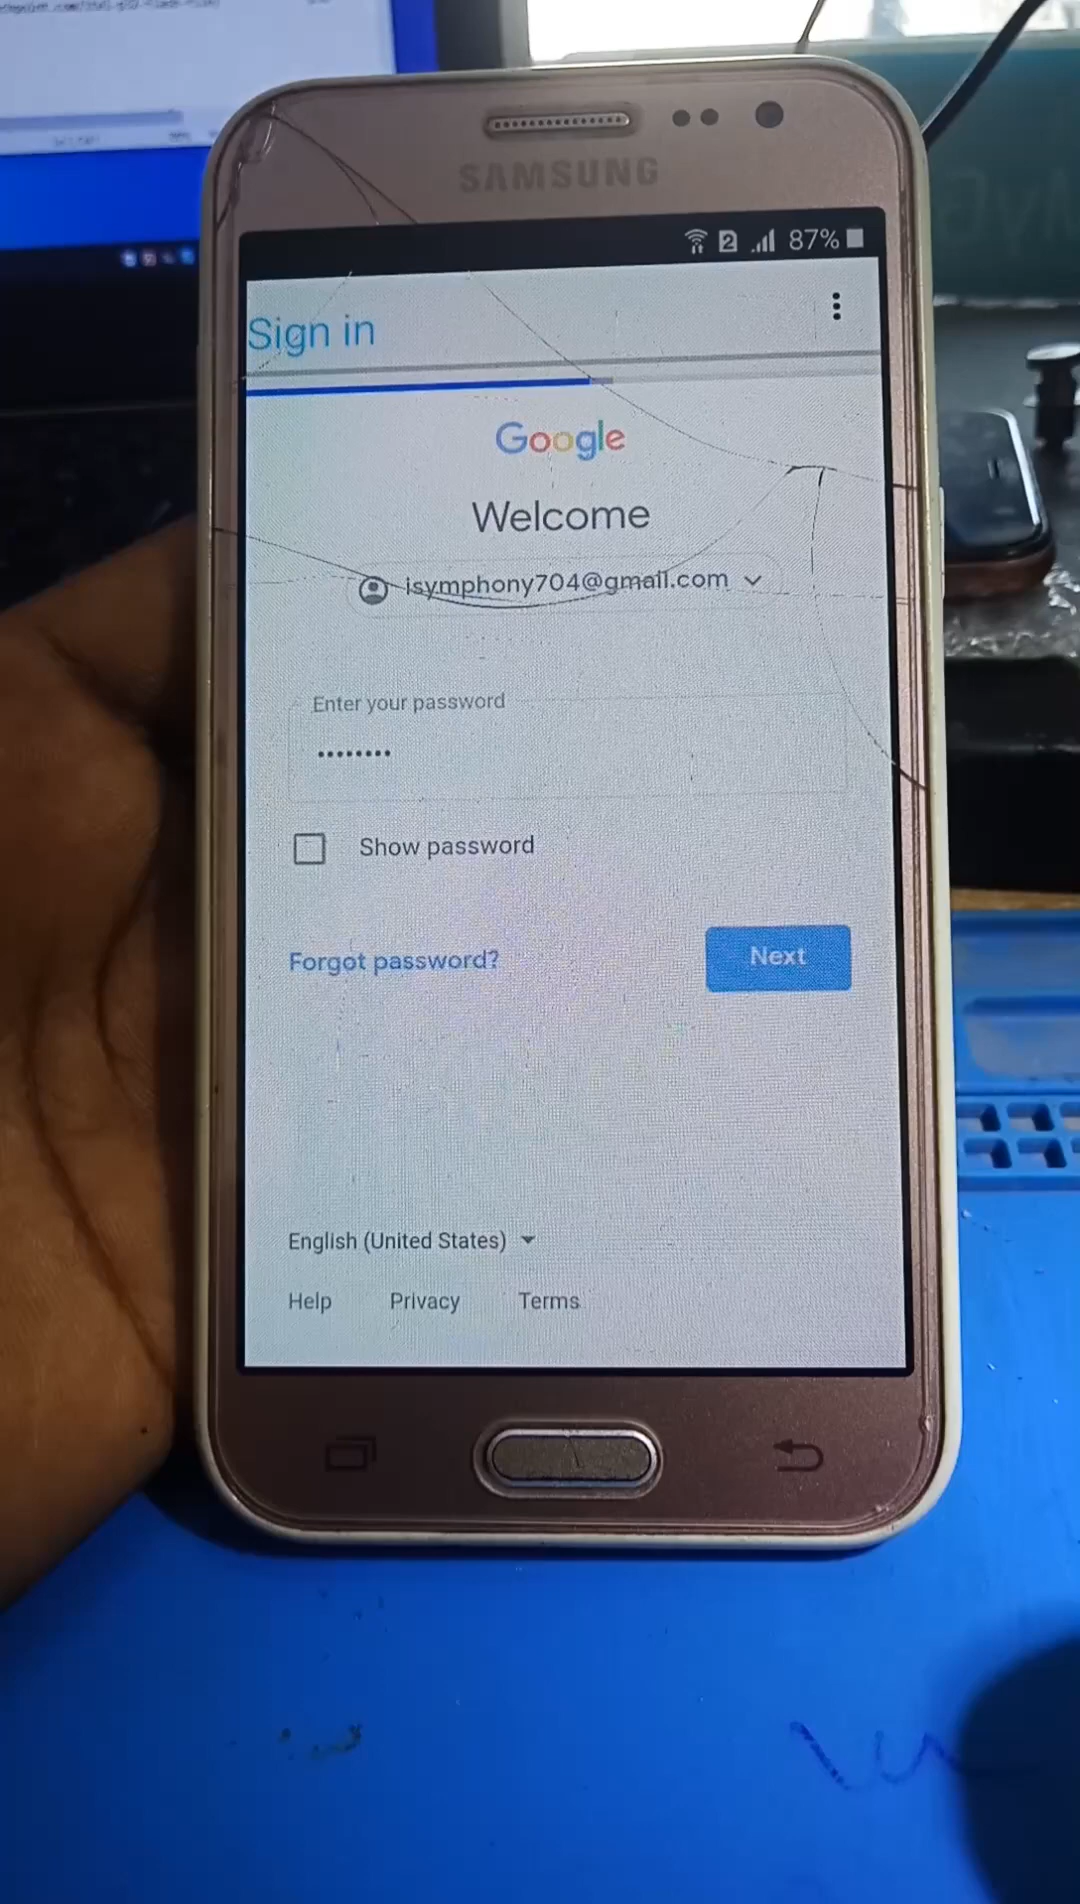 SAMSUNG
2 87%
Sign in
Google
Welcome
isymphony704@gmail.com
Enter your password
••••••••
Show password
Forgot password?
Next
English (United States)
Help Privacy Terms